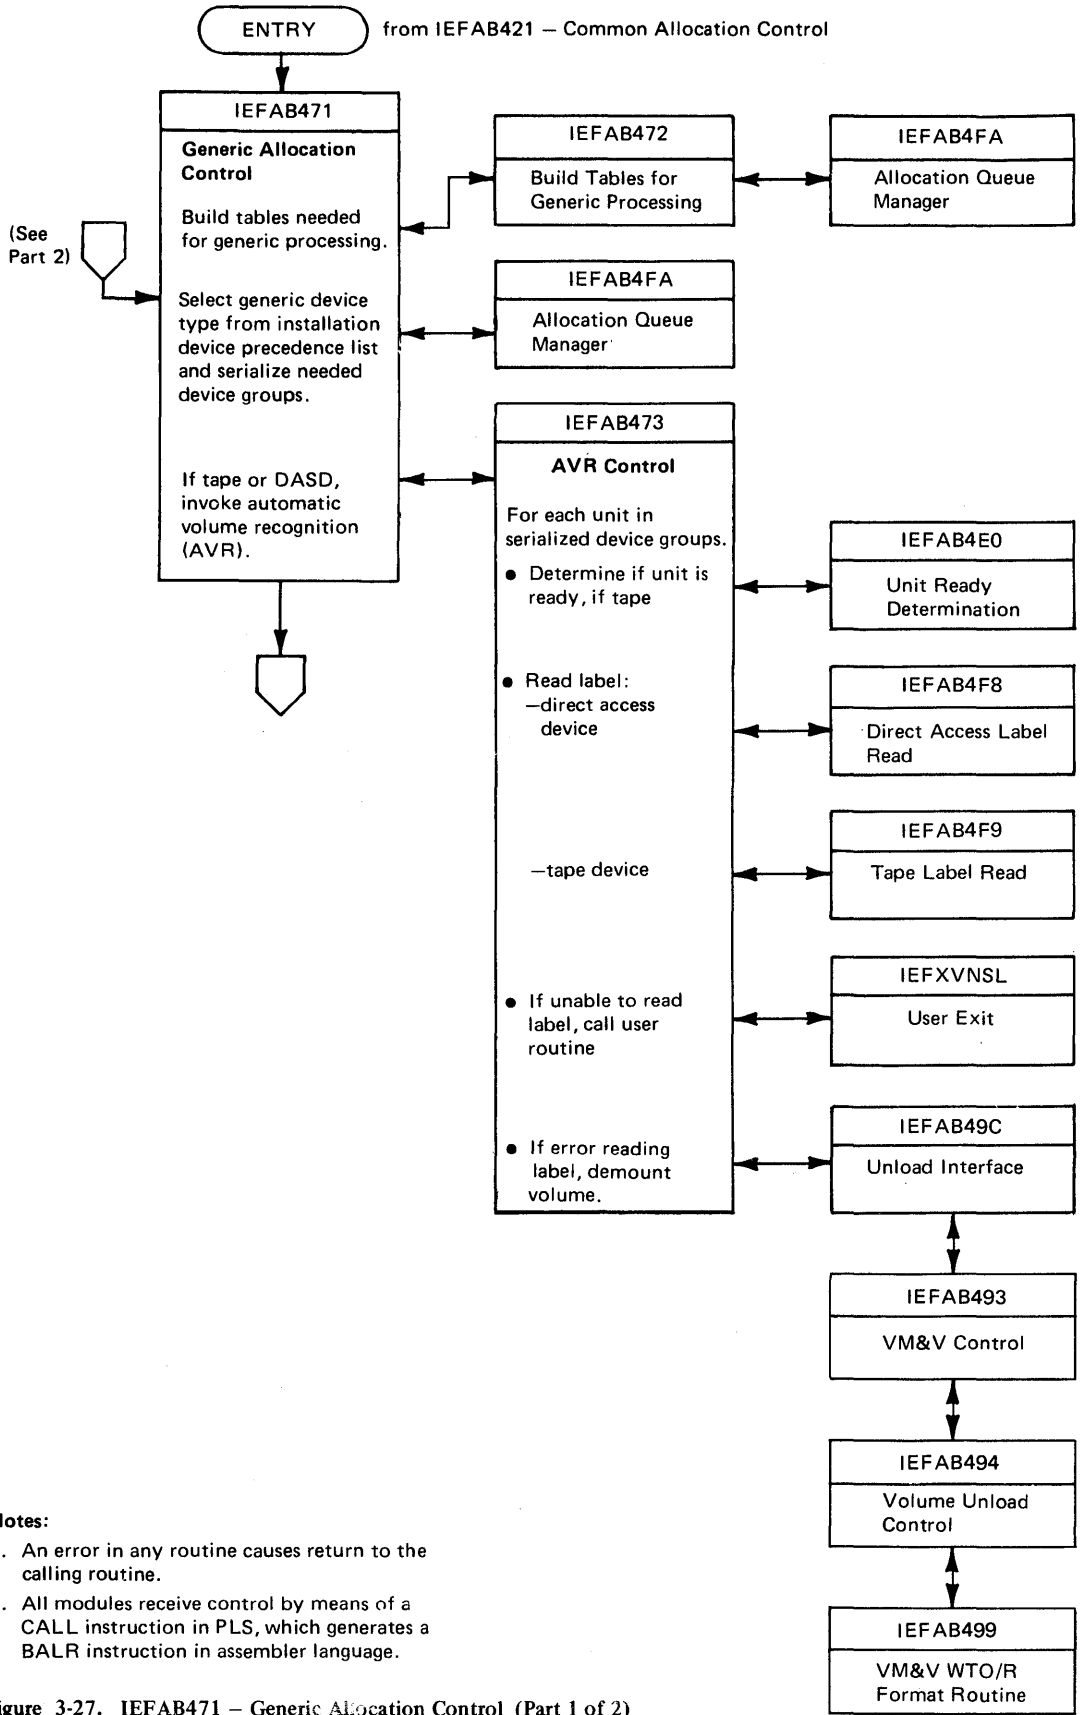 ENTRY
from IEFAB421 — Common Allocation Control
IEFAB471
Generic Allocation
Control
Build tables needed
for generic processing.
(See
Part 2)
Select generic device
type from installation
device precedence list
and serialize needed
device groups.
If tape or DASD,
invoke automatic
volume recognition
(AVR).
IEFAB472
Build Tables for
Generic Processing
IEFAB4FA
Allocation Queue
Manager
IEFAB4FA
Allocation Queue
Manager
IEFAB473
AVR Control
For each unit in
serialized device groups.
● Determine if unit is
ready, if tape
● Read label:
—direct access
device
—tape device
● If unable to read
label, call user
routine
● If error reading
label, demount
volume.
IEFAB4E0
Unit Ready
Determination
IEFAB4F8
Direct Access Label
Read
IEFAB4F9
Tape Label Read
IEFXVNSL
User Exit
IEFAB49C
Unload Interface
IEFAB493
VM&V Control
IEFAB494
Volume Unload
Control
IEFAB499
VM&V WTO/R
Format Routine
lotes:
. An error in any routine causes return to the
calling routine.
. All modules receive control by means of a
CALL instruction in PLS, which generates a
BALR instruction in assembler language.
igure 3-27. IEFAB471 — Generic Allocation Control (Part 1 of 2)